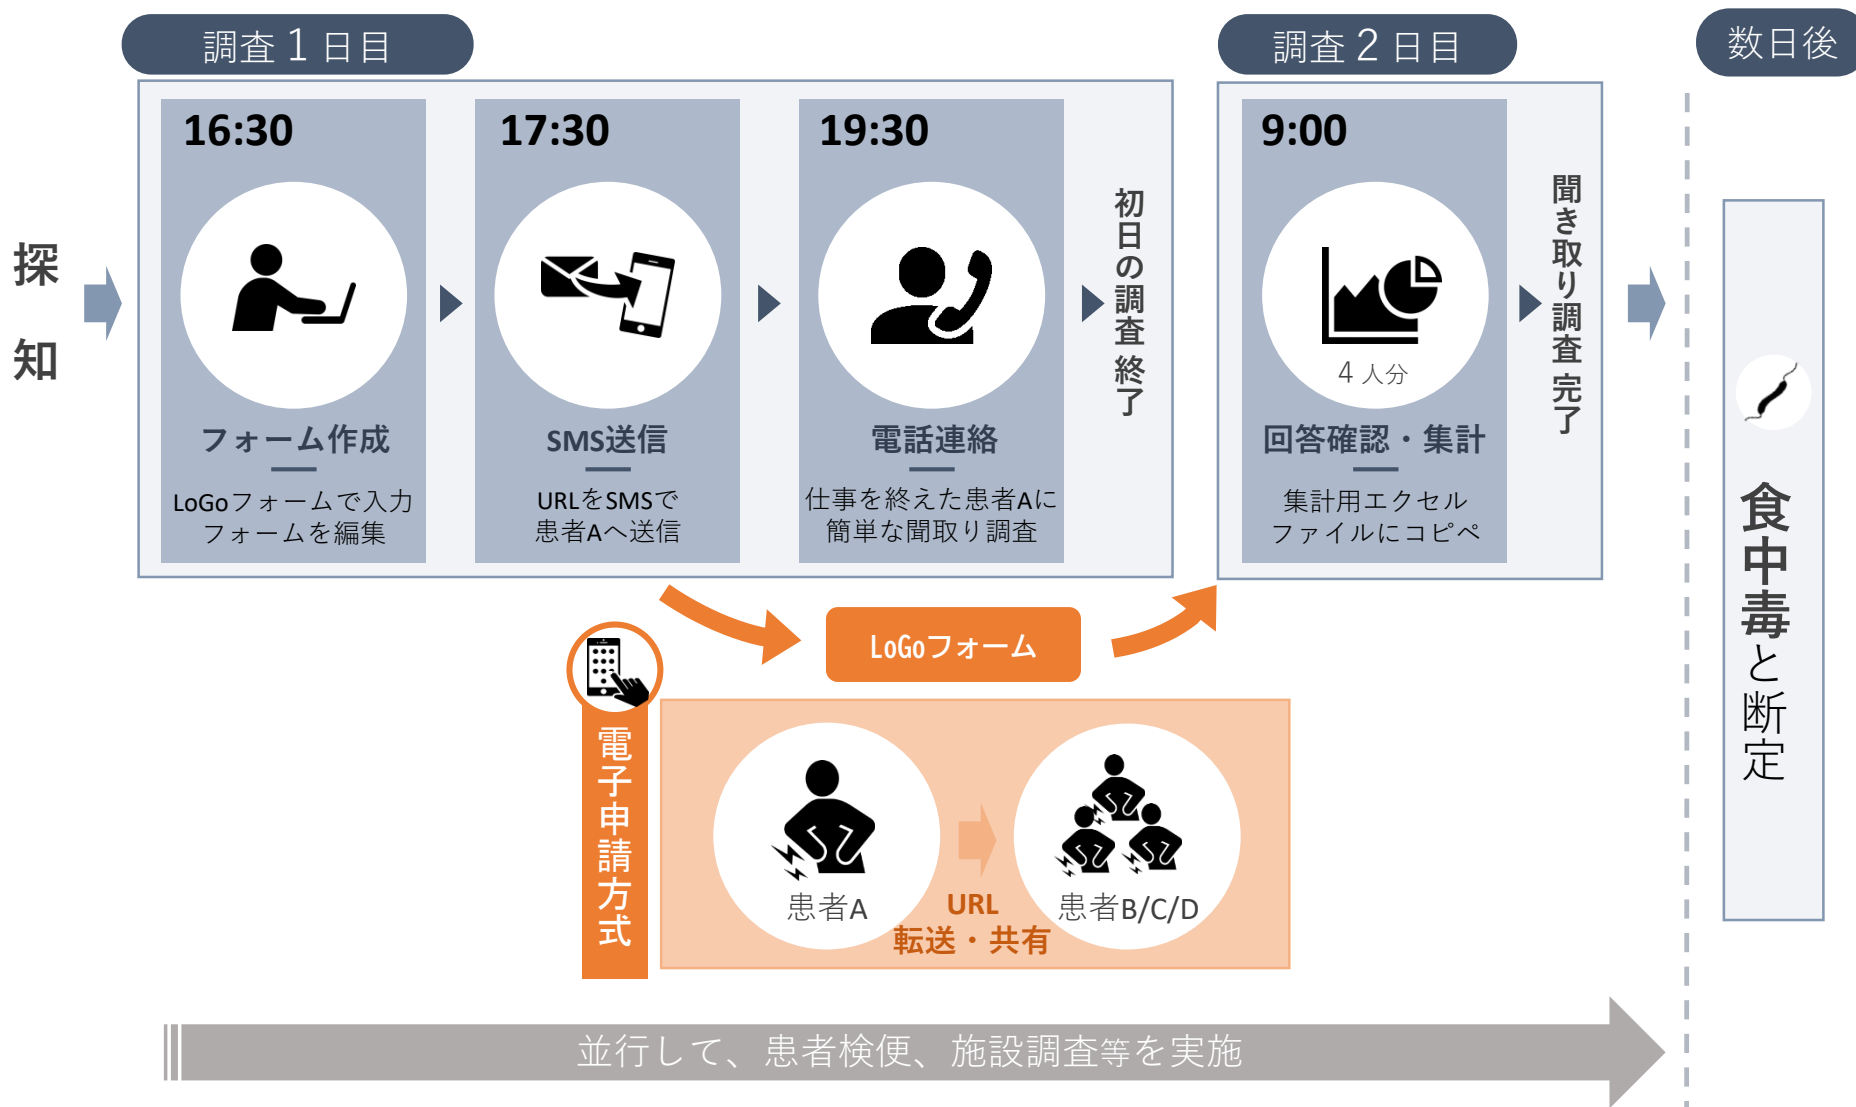 調査１日目
調査２日目
数日後
探知
16:30
フォーム作成
LoGoフォームで入力
フォームを編集
17:30
SMS送信
URLをSMSで
患者Aへ送信
19:30
電話連絡
仕事を終えた患者Aに
簡単な聞取り調査
初日の調査 終了
9:00
４人分
回答確認・集計
集計用エクセル
ファイルにコピペ
聞き取り調査 完了
食中毒と断定
LoGoフォーム
電子申請方式
患者A
URL
転送・共有
患者B/C/D
並行して、患者検便、施設調査等を実施